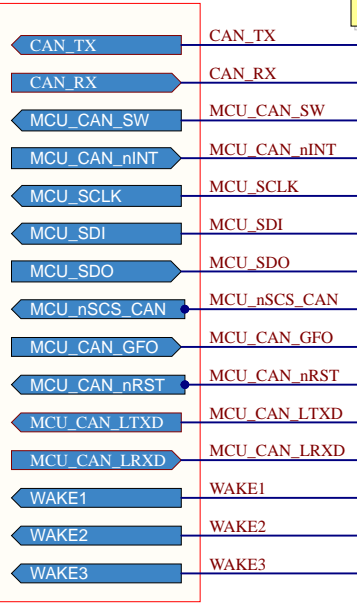 CAN_TX CAN_TX
CAN_RX CAN_RX
MCU_CAN_SW MCU_CAN_SW
MCU_CAN_nINT MCU_CAN_nINT
MCU_SCLK MCU_SCLK
MCU_SDI MCU_SDI
MCU_SDO MCU_SDO
MCU_nSCS_CAN MCU_nSCS_CAN
MCU_CAN_GFO MCU_CAN_GFO
MCU_CAN_nRST MCU_CAN_nRST
MCU_CAN_LTXD MCU_CAN_LTXD
MCU_CAN_LRXD MCU_CAN_LRXD
WAKE1 WAKE1
WAKE2 WAKE2
WAKE3 WAKE3